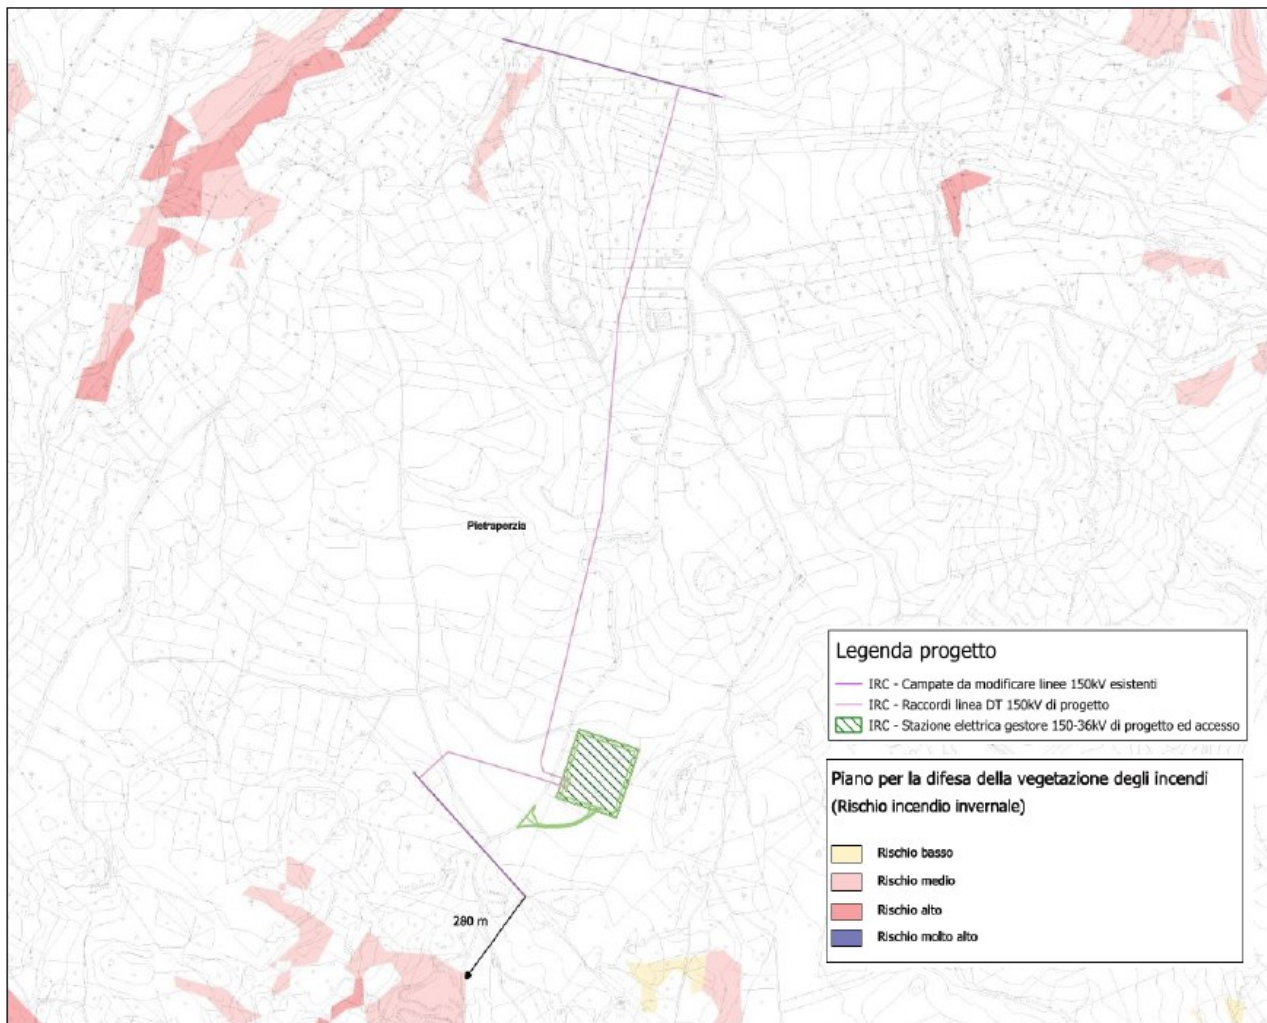 Pietraperzia
Legenda progetto
IRC - Campate da modificare linee 150kV esistenti
IRC - Raccordi linea DT 150kV di progetto
IRC - Stazione elettrica gestore 150-36kV di progetto ed accesso
Piano per la difesa della vegetazione degli incendi
(Rischio incendio invernale)
Rischio basso
Rischio medio
Rischio alto
Rischio molto alto
280 m